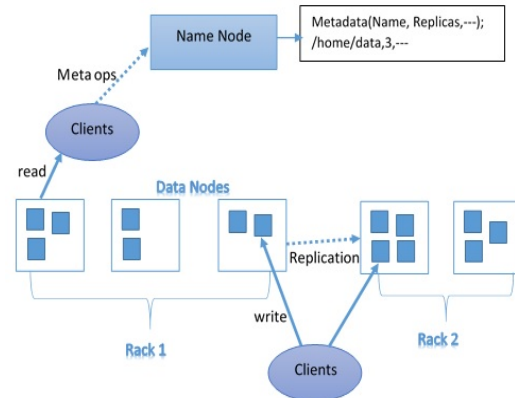 Metadata(Name, Replicas,---);
/home/data,3,---
Name Node
Meta ops
Clients
read
Data Nodes
Replication
write
Rack 1
Rack 2
Clients